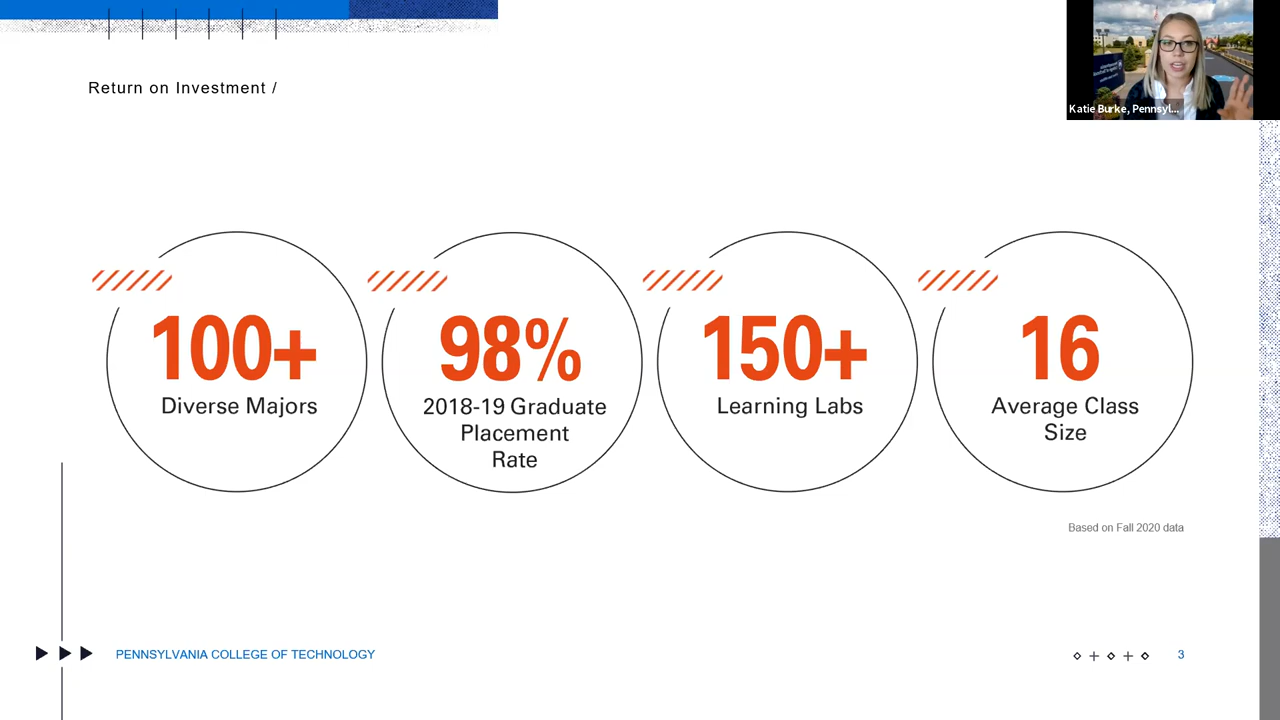 Return on Investment /
Katie Burke, Pennsyl...
100+
Diverse Majors
98%
2018-19 Graduate
Placement
Rate
150+
Learning Labs
16
Average Class
Size
Based on Fall 2020 data
PENNSYLVANIA COLLEGE OF TECHNOLOGY
3